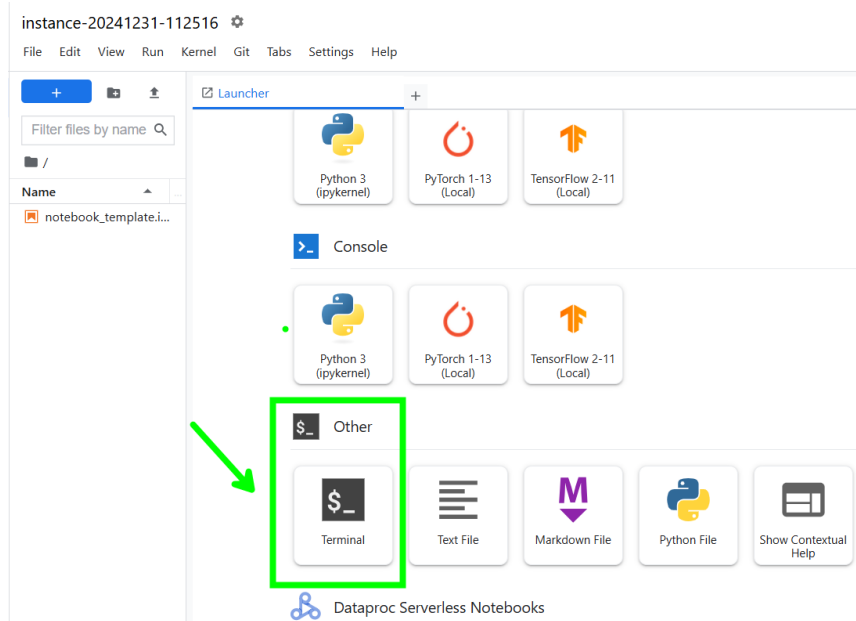 instance-20241231-112516
File Edit View Run Kernel Git Tabs Settings Help
+
Launcher
+
Filter files by name
/
Name
notebook_template.i...
Python 3
(ipykernel)
PyTorch 1-13
(Local)
TensorFlow 2-11
(Local)
>_
Console
Python 3
(ipykernel)
PyTorch 1-13
(Local)
TensorFlow 2-11
(Local)
$_
Other
$_
Terminal
Text File
M
Markdown File
Python File
Show Contextual
Help
Dataproc Serverless Notebooks